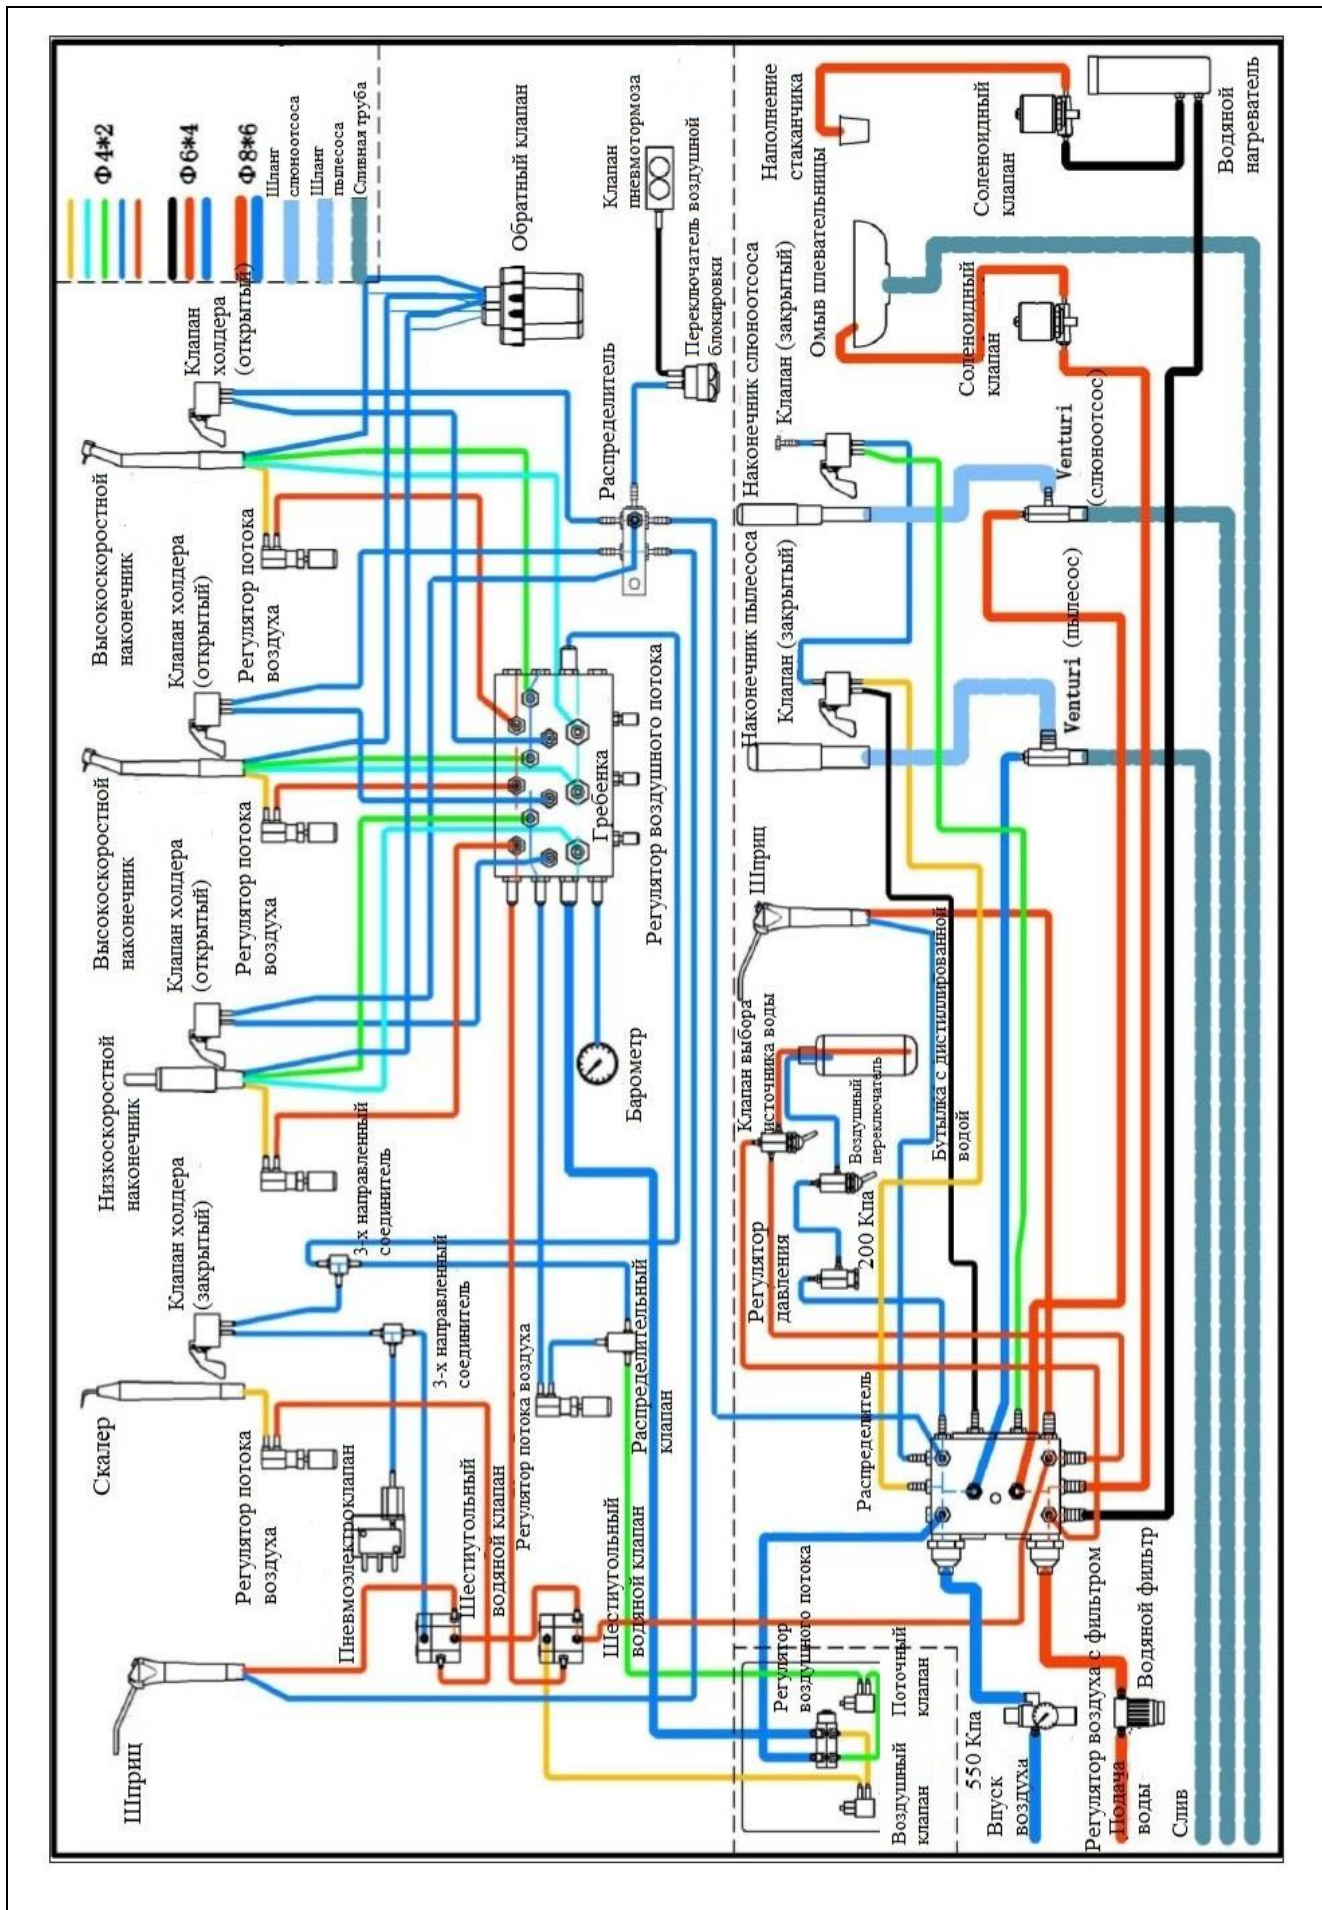 Ф4*2
Ф6*4
Ф8*6
Шланг
слюноотсоса
Шланг
пылесоса
Сливная труба
Обратный клапан
Клапан
пневмотормоза
Переключатель воздушной
блокировки
Распределитель
Клапан
холдера
(открытый)
Высокоскоростной
наконечник
Регулятор потока
воздуха
Клапан холдера
(открытый)
Высокоскоростной
наконечник
Регулятор потока
воздуха
Клапан холдера
(открытый)
Низкоскоростной
наконечник
Гребенка
Регулятор воздушного потока
Барометр
3-х направленный
соединитель
3-х направленный
соединитель
Клапан холдера
(закрытый)
Скалер
Регулятор потока
воздуха
Пневмоэлектроклапан
Шестиугольный
водяной клапан
Регулятор потока воздуха
Распределительный
клапан
Шестиугольный
водяной клапан
Шприц
Наполнение
стаканчика
Соленоидный
клапан
Водяной
нагреватель
Омыв плевательницы
Соленоидный
клапан
Наконечник слюноотсоса
Клапан (закрытый)
Venturi
(слюноотсос)
Наконечник пылесоса
Клапан (закрытый)
Venturi (пылесос)
Шприц
Клапан выбора
источника воды
Воздушный
переключатель
Бутылка с дистиллированной
водой
Регулятор
давления
200 Кпа
Распределитель
Регулятор
воздушного потока
Поточный
клапан
Воздушный
клапан
550 Кпа
Впуск
воздуха
Регулятор воздуха с фильтром
Водяной фильтр
Подача
воды
Слив